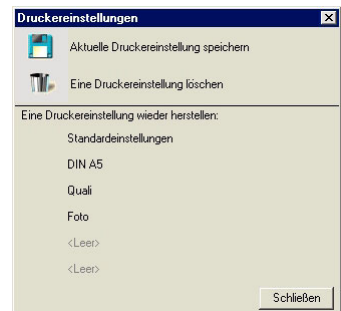 Druckereinstellungen
Aktuelle Druckereinstellung speichern
Eine Druckereinstellung löschen
Eine Druckereinstellung wieder herstellen:
Standardeinstellungen
DIN A5
Quali
Foto
<Leer>
<Leer>
Schließen